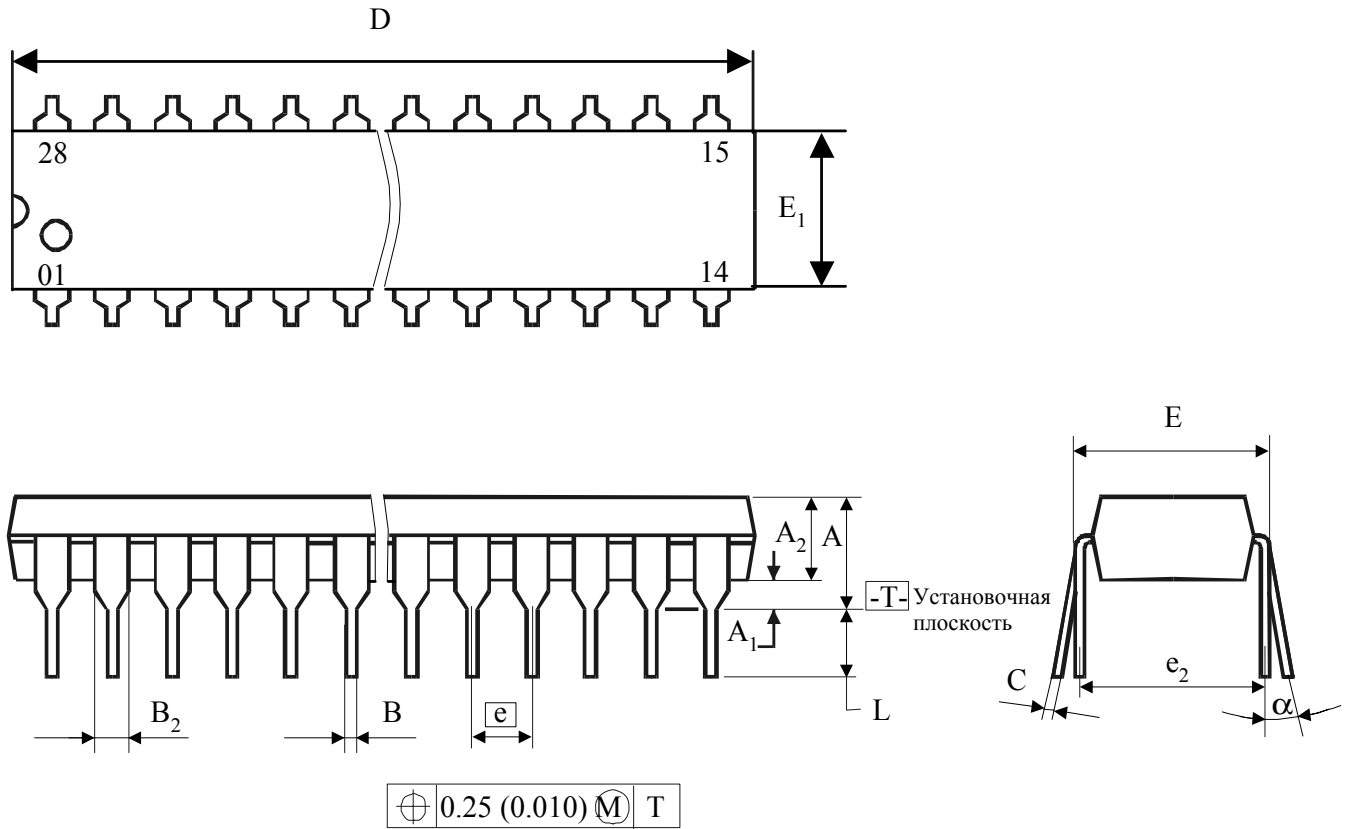 D
28
15
E1
01
14
E
A2
A
-T- Установочная
плоскость
A1
C
e2
α
L
B2
B
e
⌖ 0.25 (0.010) Ⓜ T